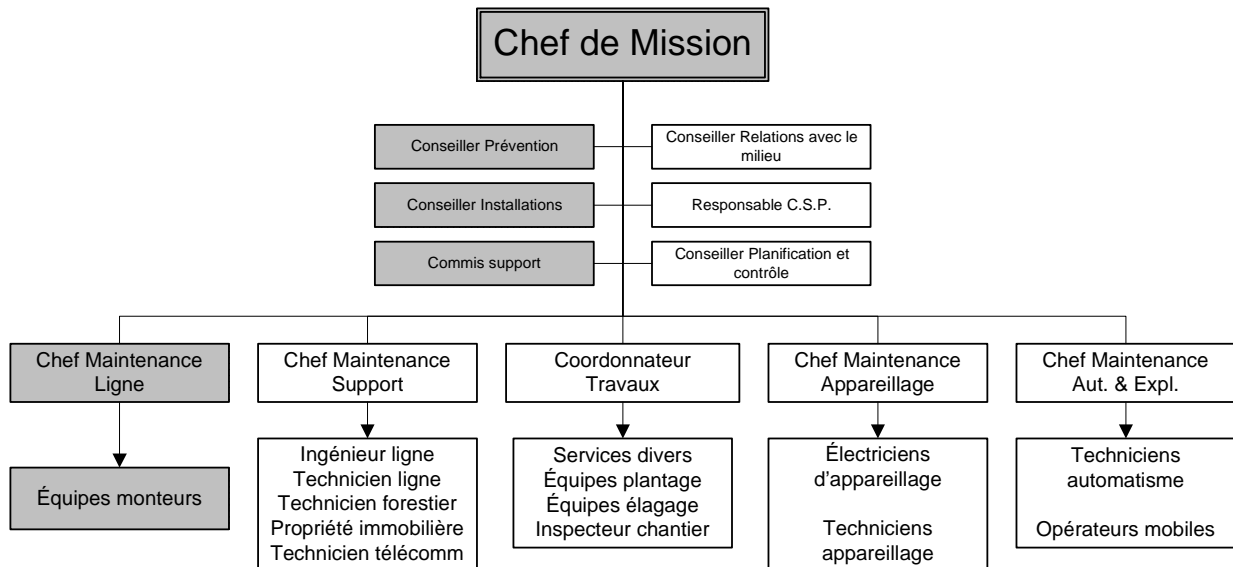 Chef de Mission
Conseiller Prévention
Conseiller Relations avec le
milieu
Conseiller Installations
Responsable C.S.P.
Commis support
Conseiller Planification et
contrôle
Chef Maintenance
Ligne
Chef Maintenance
Support
Coordonnateur
Travaux
Chef Maintenance
Appareillage
Chef Maintenance
Aut. & Expl.
Équipes monteurs
Ingénieur ligne
Technicien ligne
Technicien forestier
Propriété immobilière
Technicien télécomm
Services divers
Équipes plantage
Équipes élagage
Inspecteur chantier
Électriciens
d'appareillage
Techniciens
appareillage
Techniciens
automatisme
Opérateurs mobiles